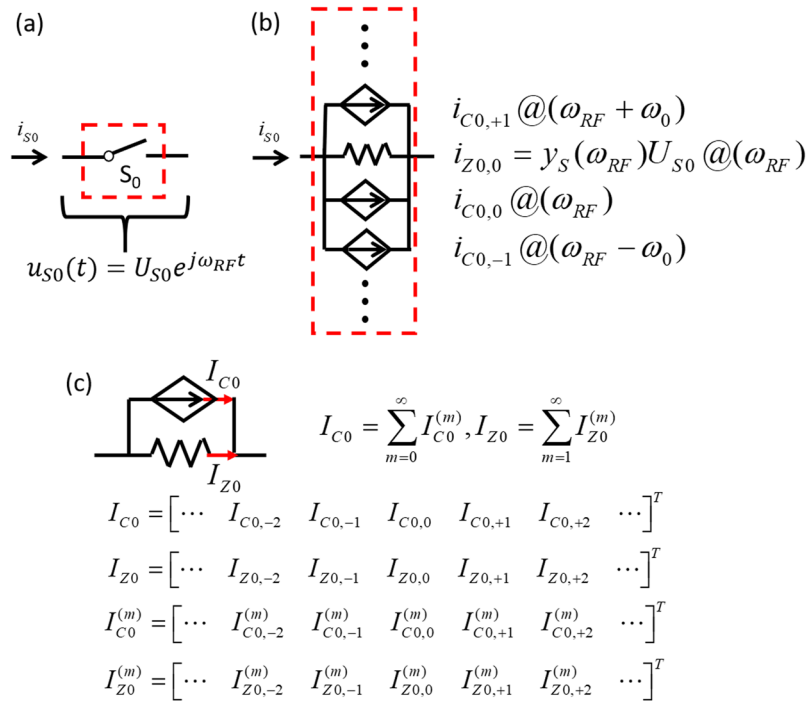 (a)
i_{S0}
S_0
u_{S0}(t) = U_{S0}e^{jω_{RF}t}
(b)
i_{S0}
i_{C0,+1} @(ω_{RF} + ω_0)
i_{Z0,0} = y_S(ω_{RF})U_{S0} @(ω_{RF})
i_{C0,0} @(ω_{RF})
i_{C0,-1} @(ω_{RF} − ω_0)
(c)
I_{C0}
I_{Z0}
I_{C0} = \sum_{m=0}^{∞} I_{C0}^{(m)}, I_{Z0} = \sum_{m=1}^{∞} I_{Z0}^{(m)}
I_{C0} = [⋯ I_{C0,-2} I_{C0,-1} I_{C0,0} I_{C0,+1} I_{C0,+2} ⋯]^T
I_{Z0} = [⋯ I_{Z0,-2} I_{Z0,-1} I_{Z0,0} I_{Z0,+1} I_{Z0,+2} ⋯]^T
I_{C0}^{(m)} = [⋯ I_{C0,-2}^{(m)} I_{C0,-1}^{(m)} I_{C0,0}^{(m)} I_{C0,+1}^{(m)} I_{C0,+2}^{(m)} ⋯]^T
I_{Z0}^{(m)} = [⋯ I_{Z0,-2}^{(m)} I_{Z0,-1}^{(m)} I_{Z0,0}^{(m)} I_{Z0,+1}^{(m)} I_{Z0,+2}^{(m)} ⋯]^T